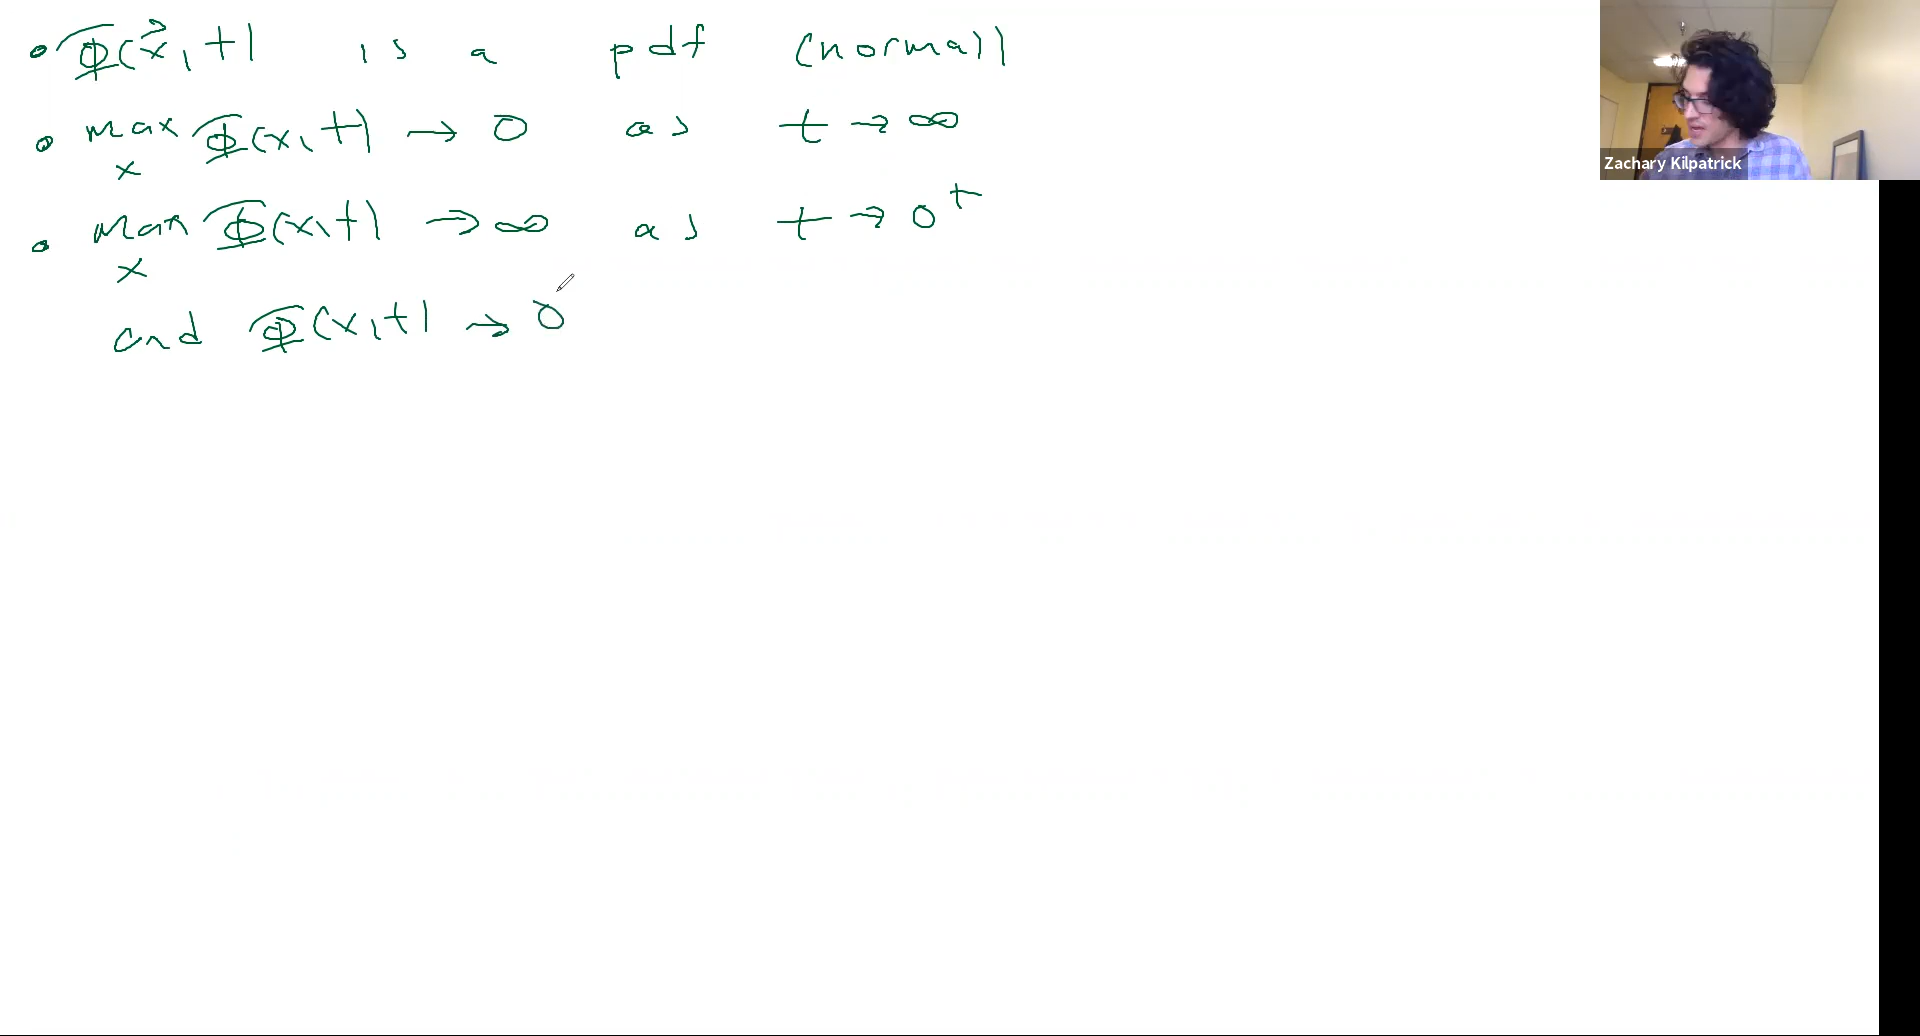 • Φ(x⃗, t) is a pdf (normal)
• max Φ(x, t) → 0 as t → ∞
x
• max Φ(x, t) → ∞ as t → 0⁺
x
and Φ(x, t) → 0
Zachary Kilpatrick